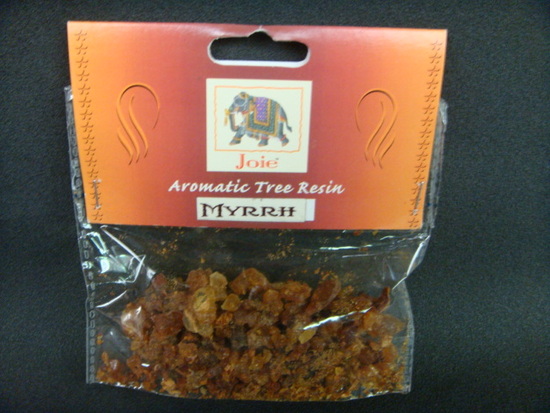 Joie
Aromatic Tree Resin
MYRRH